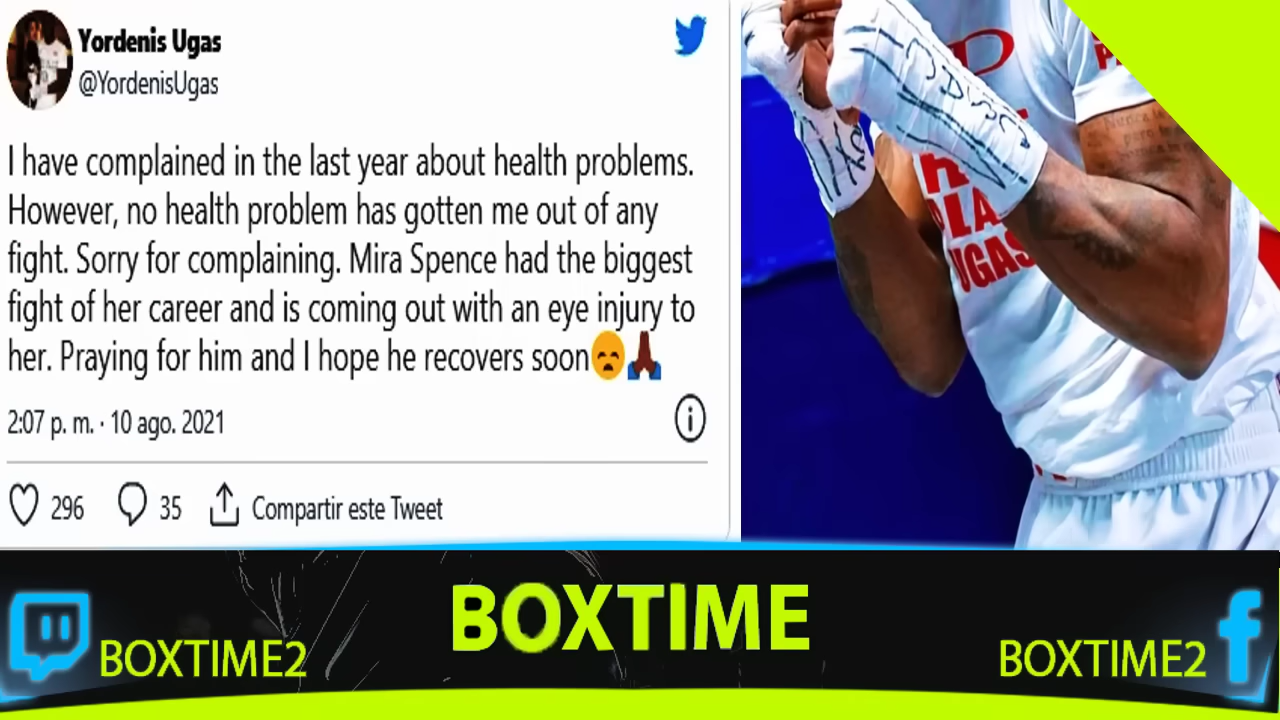 Yordenis Ugas
@YordenisUgas
I have complained in the last year about health problems.
However, no health problem has gotten me out of any
fight. Sorry for complaining. Mira Spence had the biggest
fight of her career and is coming out with an eye injury to
her. Praying for him and I hope he recovers soon😞🙏🏿
2:07 p. m. · 10 ago. 2021
296
35
Compartir este Tweet
UGAS
BOXTIME
BOXTIME2
BOXTIME2